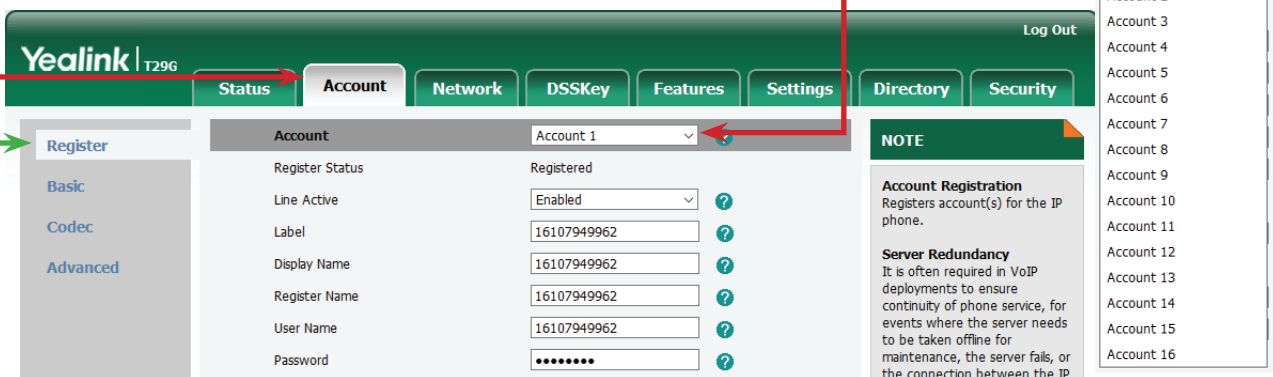 Log Out
Yealink T29G
Status Account Network DSSKey Features Settings Directory Security
Register
Basic
Codec
Advanced
Account Account 1
Register Status Registered
Line Active Enabled
Label 16107949962
Display Name 16107949962
Register Name 16107949962
User Name 16107949962
Password ••••••••
NOTE
Account Registration
Registers account(s) for the IP
phone.
Server Redundancy
It is often required in VoIP
deployments to ensure
continuity of phone service, for
events where the server needs
to be taken offline for
maintenance, the server fails, or
the connection between the IP
Account 3
Account 4
Account 5
Account 6
Account 7
Account 8
Account 9
Account 10
Account 11
Account 12
Account 13
Account 14
Account 15
Account 16